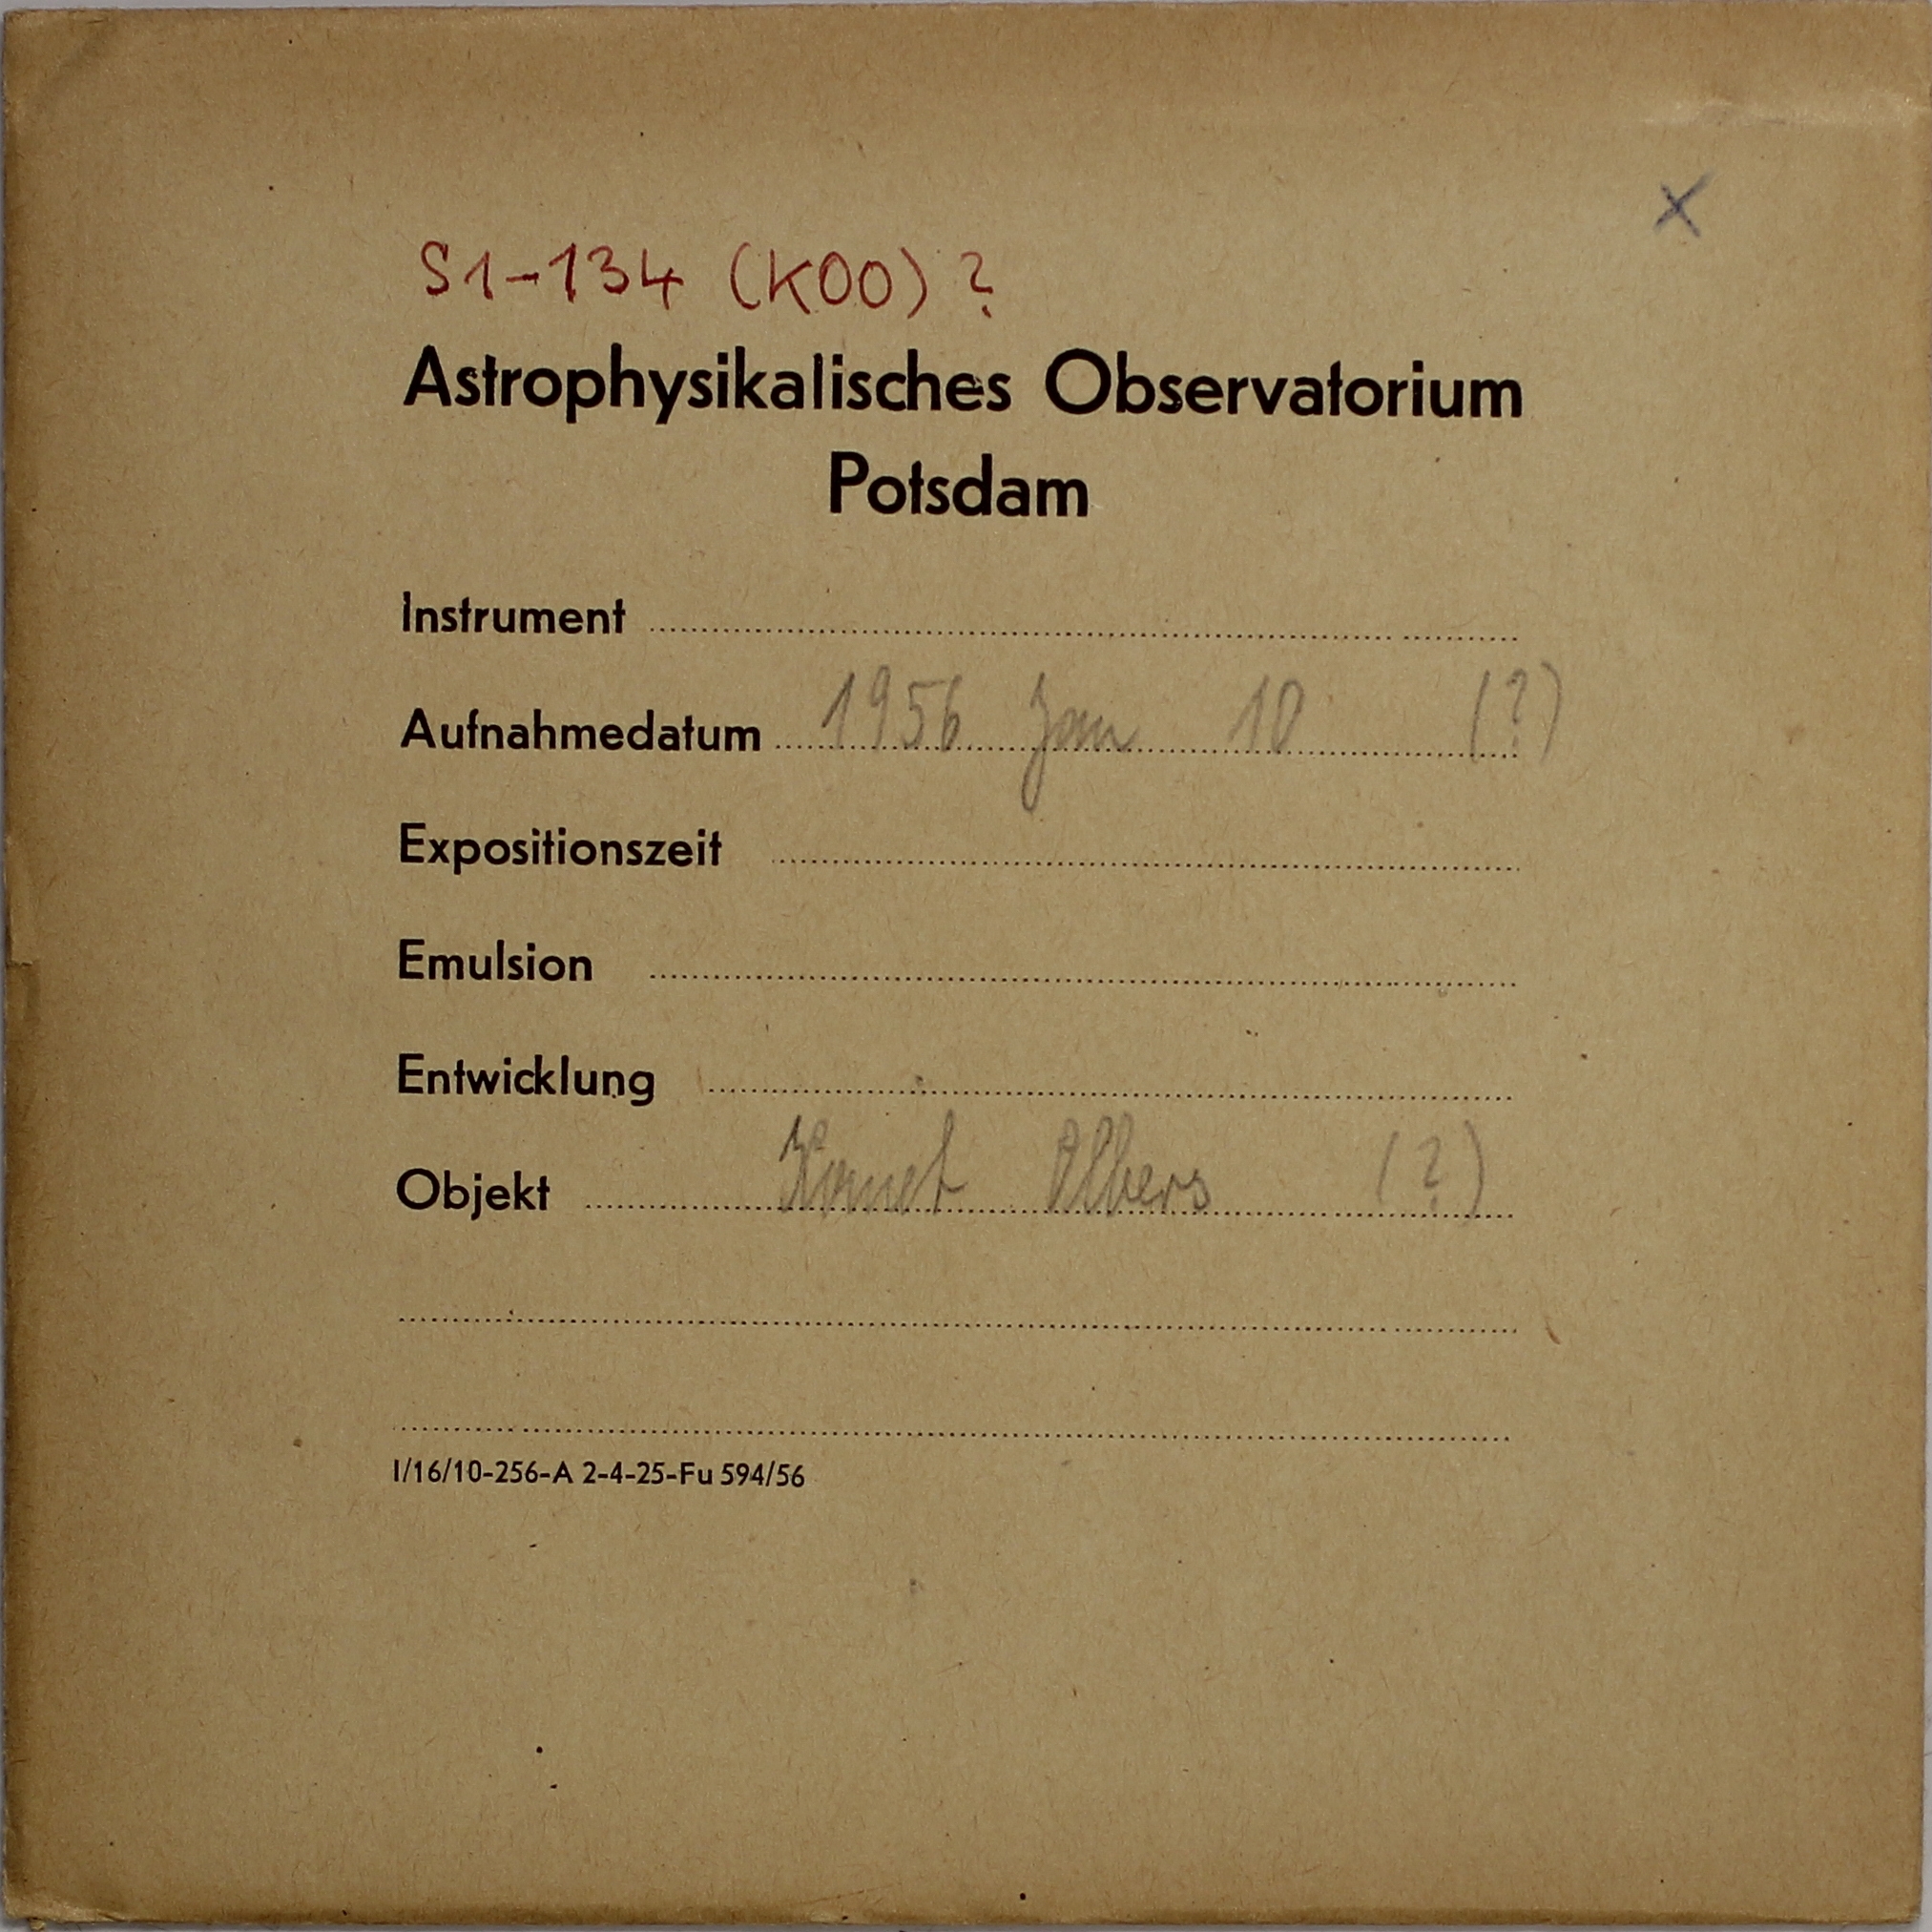 X
S1-134 (KOO) ?
Astrophysikalisches Observatorium
Potsdam
Instrument
Aufnahmedatum 1956 Jan 10 (?)
Expositionszeit
Emulsion
Entwicklung
Objekt Komet Olbers (?)
I/16/10-256-A 2-4-25-Fu 594/56